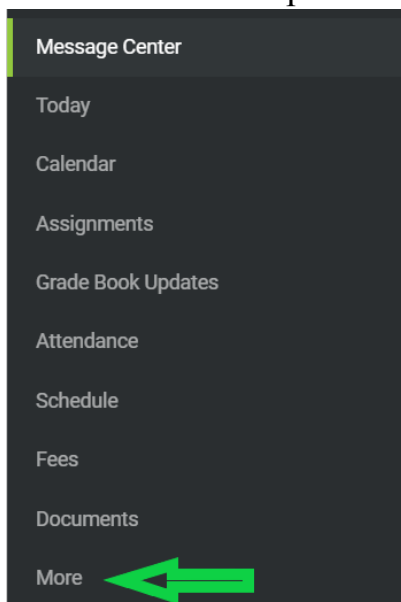 Message Center
Today
Calendar
Assignments
Grade Book Updates
Attendance
Schedule
Fees
Documents
More